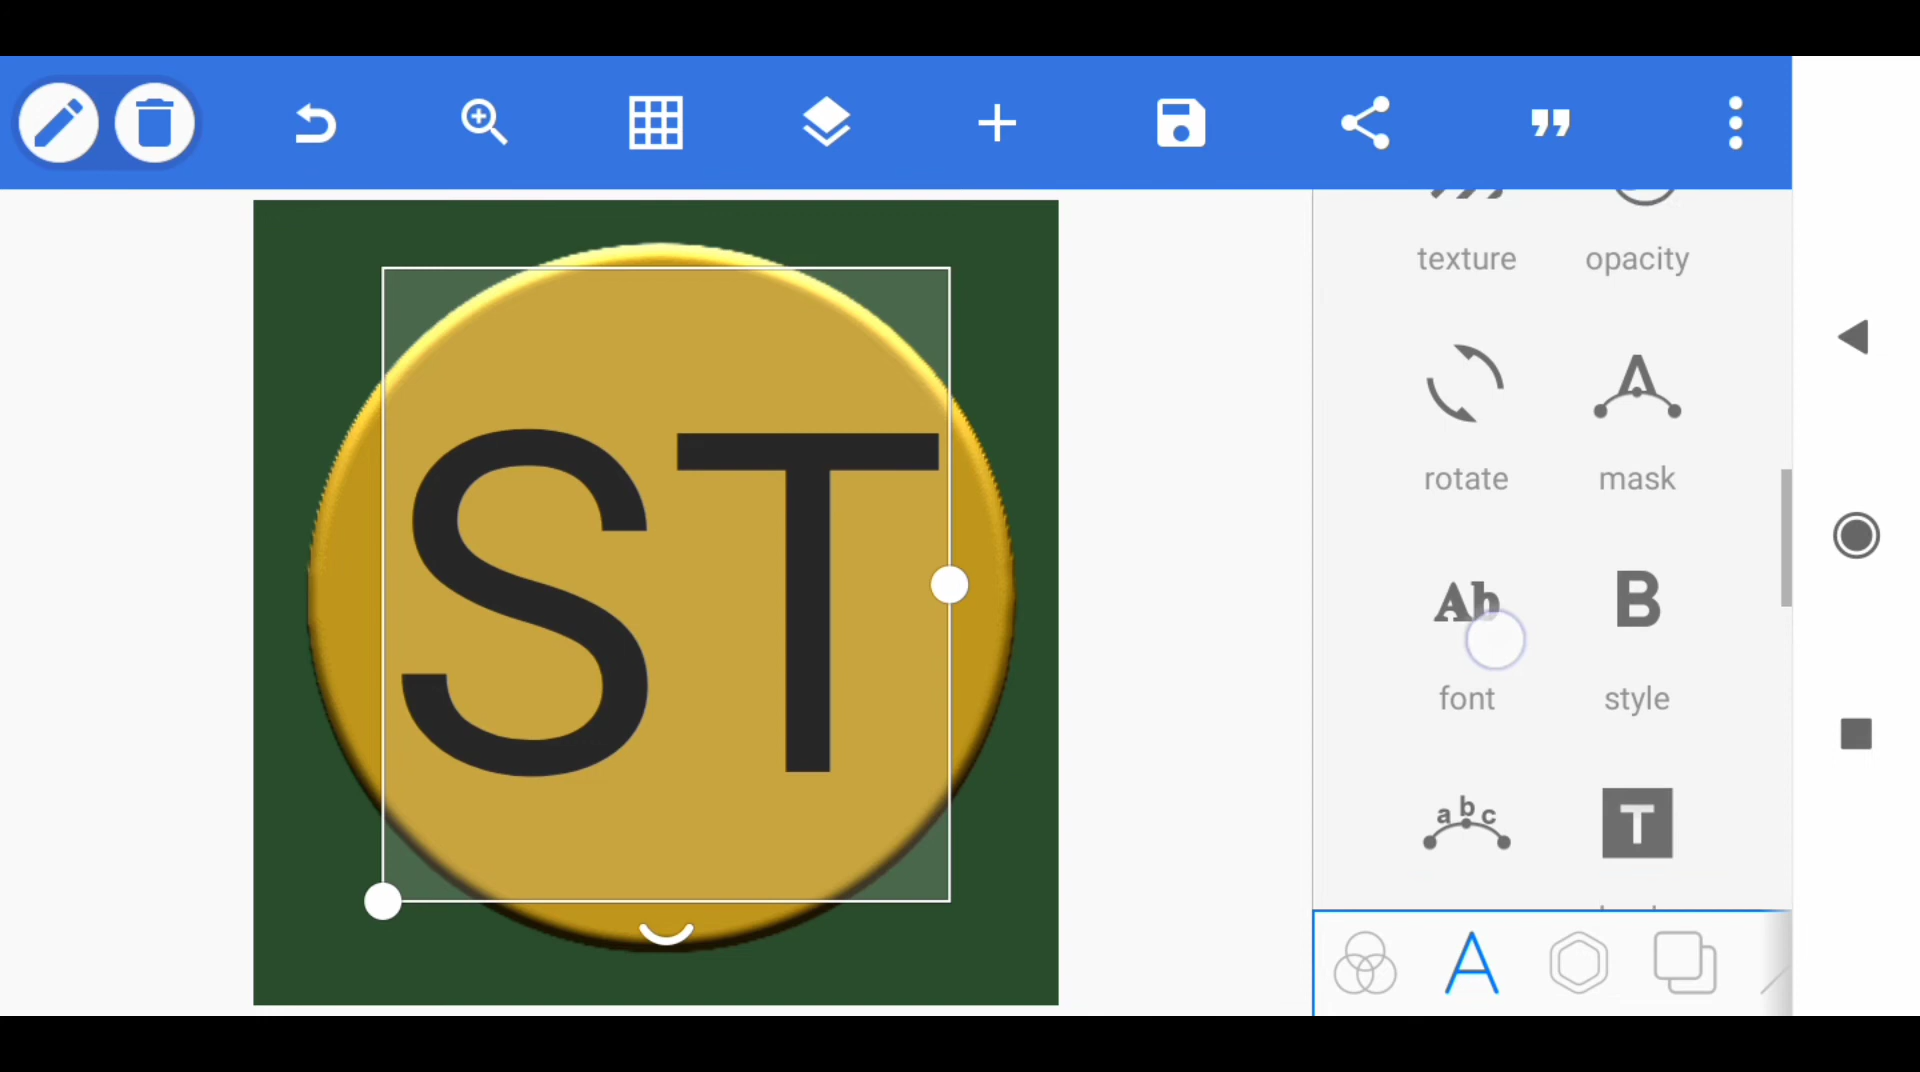 ST
texture
opacity
rotate
mask
Ab
B
font
style
abc
T
A